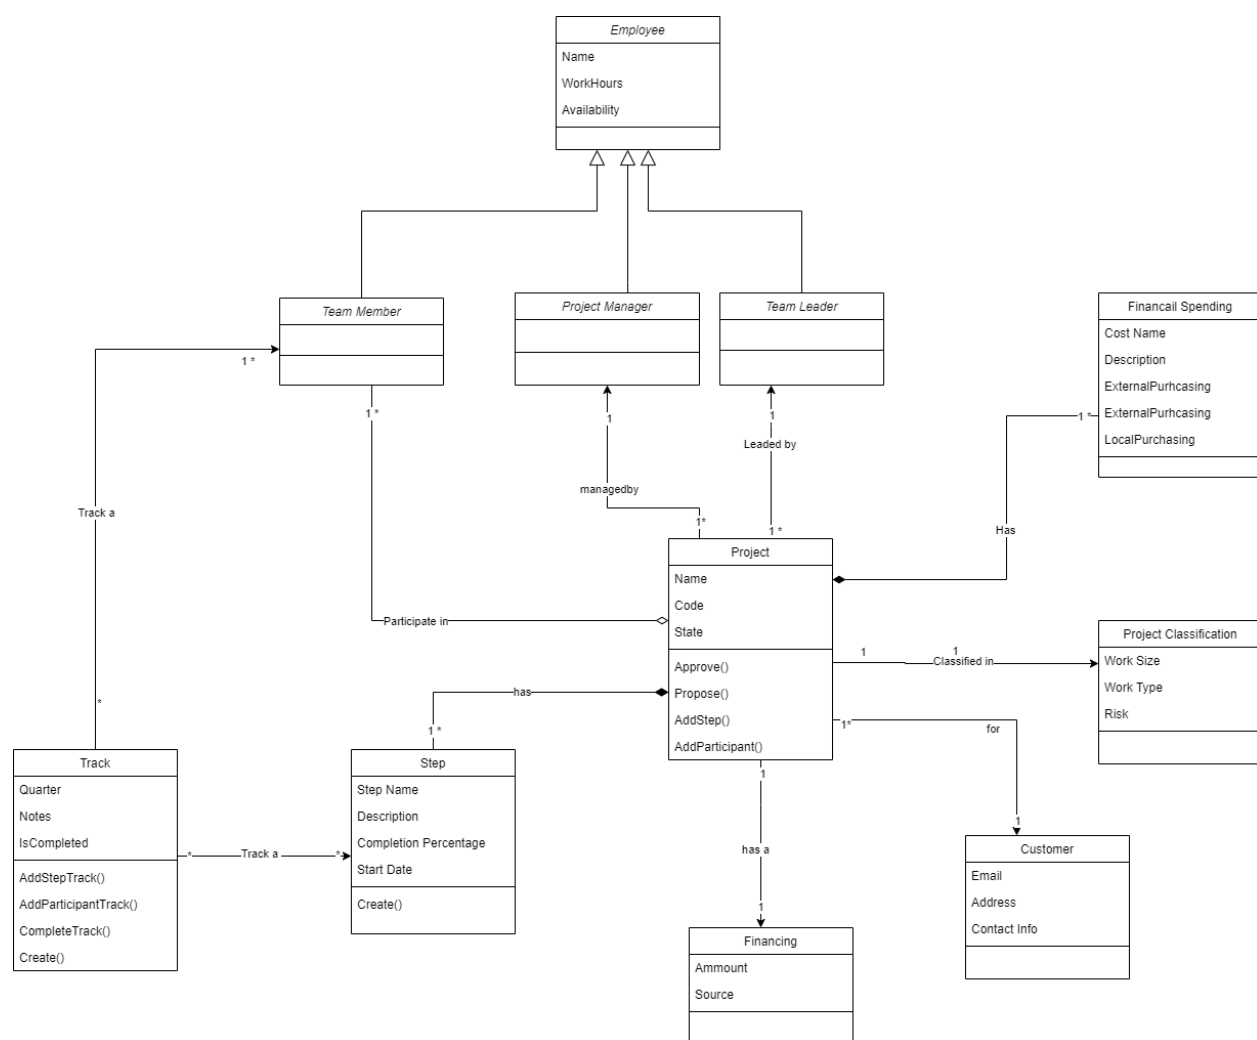 Employee
Name
WorkHours
Availability
Team Member
Project Manager
Team Leader
Financail Spending
Cost Name
Description
ExternalPurhcasing
ExternalPurhcasing
LocalPurchasing
1 *
1 *
1
1
1 *
Leaded by
managedby
Track a
Has
1*
1 *
Project
Name
Code
State
Approve()
Propose()
AddStep()
AddParticipant()
Participate in
Project Classification
Work Size
Work Type
Risk
1
1
Classified in
has
1*
for
*
1 *
Track
Quarter
Notes
IsCompleted
AddStepTrack()
AddParticipantTrack()
CompleteTrack()
Create()
Step
Step Name
Description
Completion Percentage
Start Date
Create()
*
Track a
*
1
has a
1
1
Customer
Email
Address
Contact Info
Financing
Ammount
Source